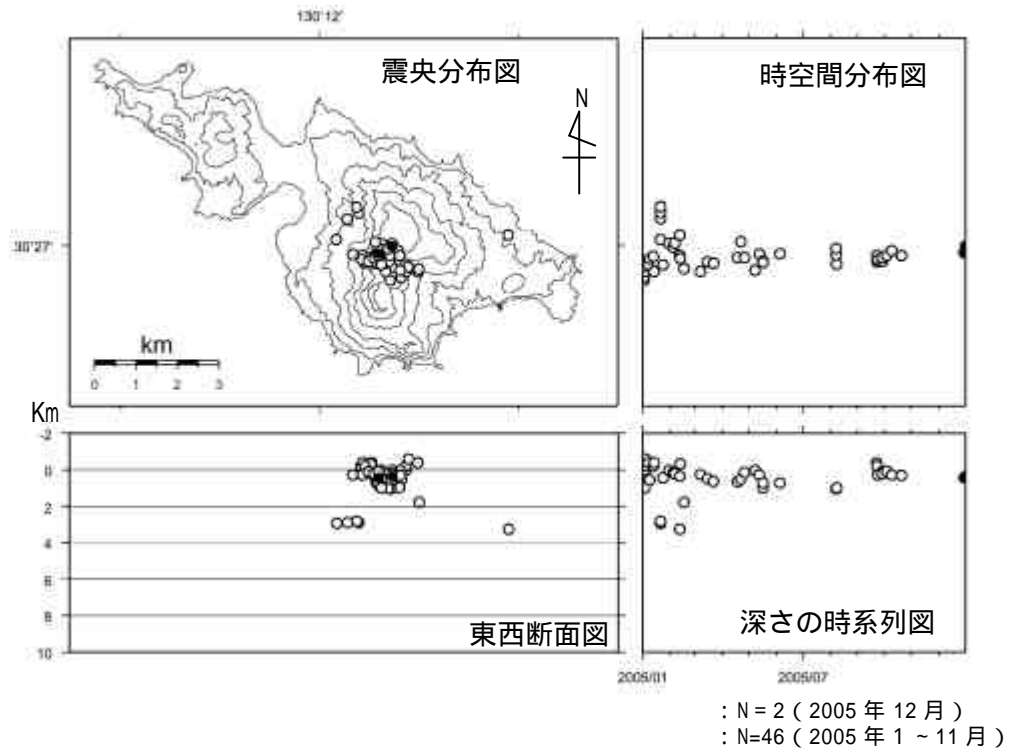 130°12'
震央分布図
時空間分布図
N
30°27'
km
0 1 2 3
Km
-2
0
2
4
6
8
10
東西断面図
深さの時系列図
2005/01 2005/07
：N = 2（2005 年 12 月）
：N=46（2005 年 1 ~ 11 月）